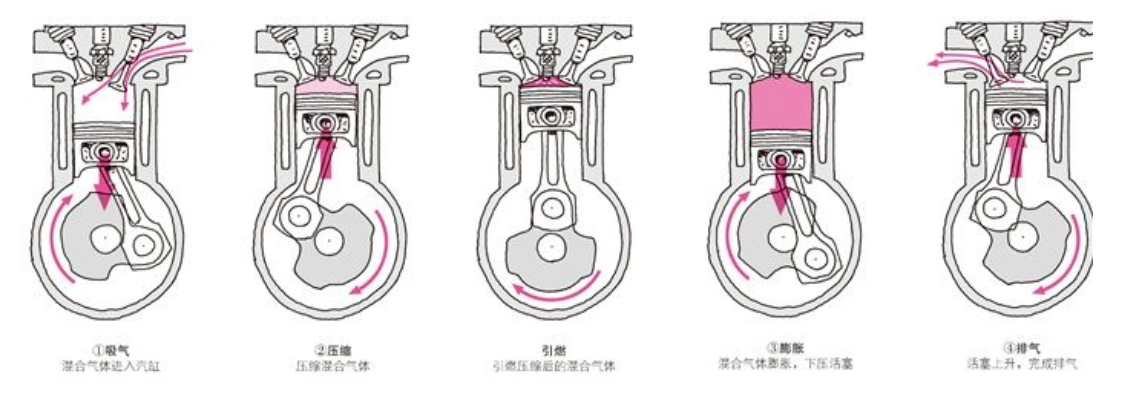 ①吸气
混合气体进入汽缸
②压缩
压缩混合气体
引燃
引燃压缩后的混合气体
③膨胀
混合气体膨胀，下压活塞
④排气
活塞上升，完成排气